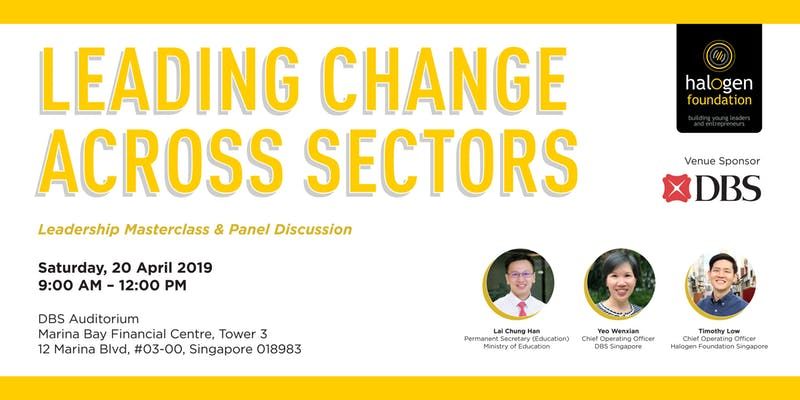 LEADING CHANGE
ACROSS SECTORS
Leadership Masterclass & Panel Discussion
Saturday, 20 April 2019
9:00 AM – 12:00 PM
DBS Auditorium
Marina Bay Financial Centre, Tower 3
12 Marina Blvd, #03-00, Singapore 018983
halogen
foundation
building young leaders
and entrepreneurs
Venue Sponsor
DBS
Lai Chung Han
Permanent Secretary (Education)
Ministry of Education
Yeo Wenxian
Chief Operating Officer
DBS Singapore
Timothy Low
Chief Operating Officer
Halogen Foundation Singapore